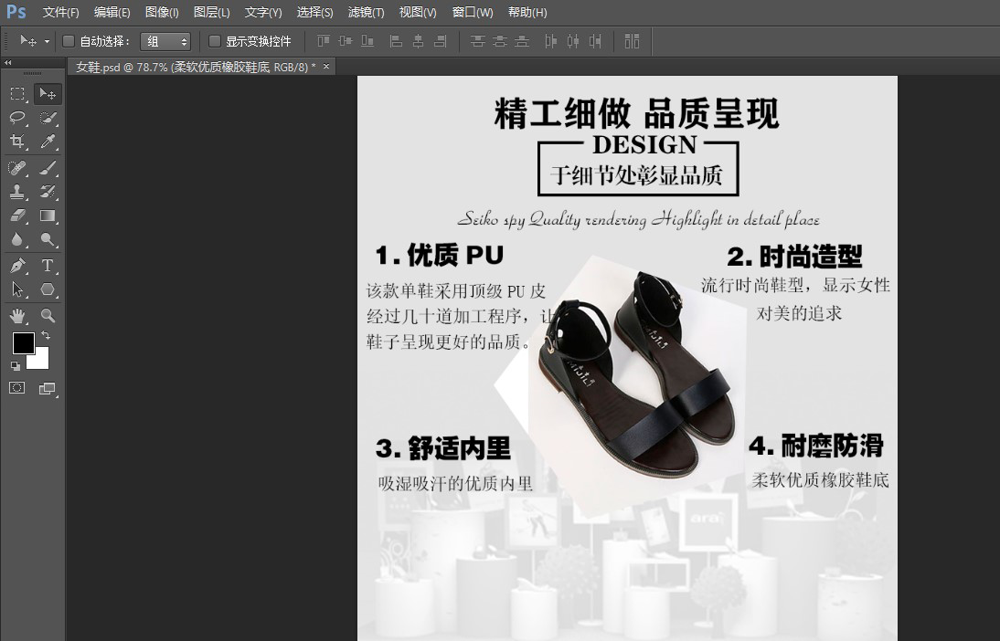 Ps 文件(F) 编辑(E) 图像(I) 图层(L) 文字(Y) 选择(S) 滤镜(T) 视图(V) 窗口(W) 帮助(H)
自动选择： 组 显示变换控件
女鞋.psd @ 78.7% (柔软优质橡胶鞋底, RGB/8) * ×
精工细做 品质呈现
DESIGN
于细节处彰显品质
Seiko spy Quality rendering Highlight in detail place
1.优质 PU
该款单鞋采用顶级 PU 皮
经过几十道加工程序，让
鞋子呈现更好的品质。
2.时尚造型
流行时尚鞋型，显示女性
对美的追求
MIJILI
MIJILI
3.舒适内里
吸湿吸汗的优质内里
4.耐磨防滑
柔软优质橡胶鞋底
ara